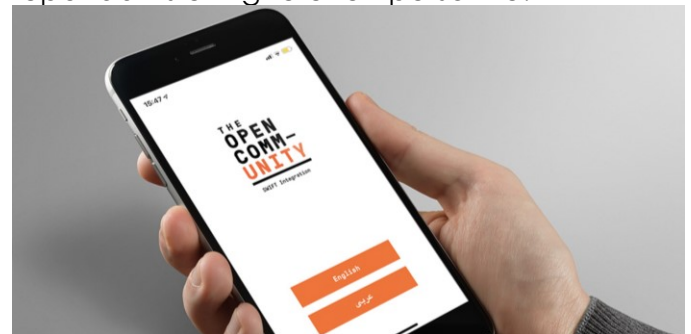 15:47
THE
OPEN
COMM–
UNITY
SWIFT Integration
English
عربي